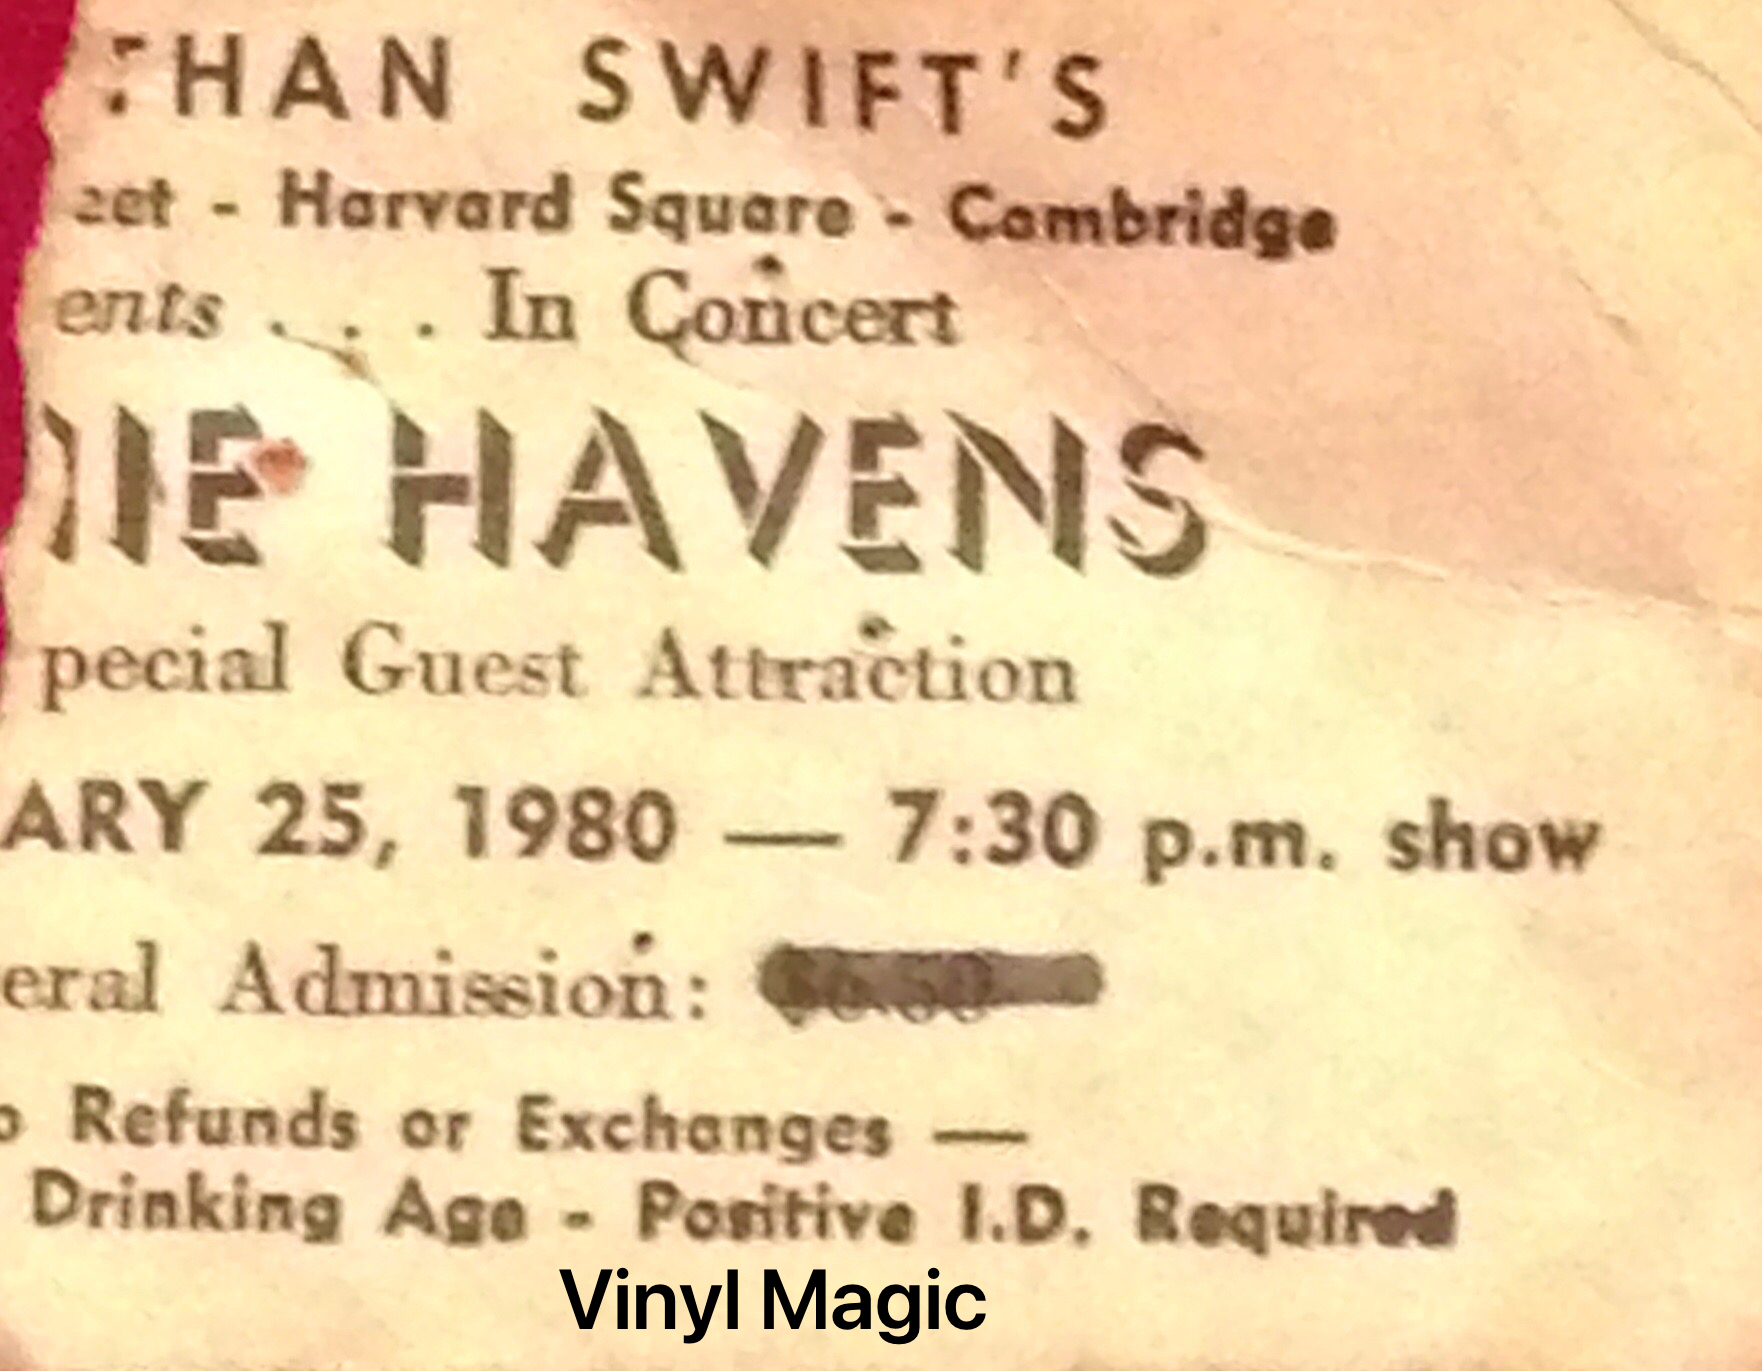 THAN SWIFT'S
eet - Harvard Square - Cambridge
ents . . . In Concert
HIE HAVENS
pecial Guest Attraction
ARY 25, 1980 — 7:30 p.m. show
eral Admission:
o Refunds or Exchanges —
Drinking Age - Positive I.D. Required
Vinyl Magic